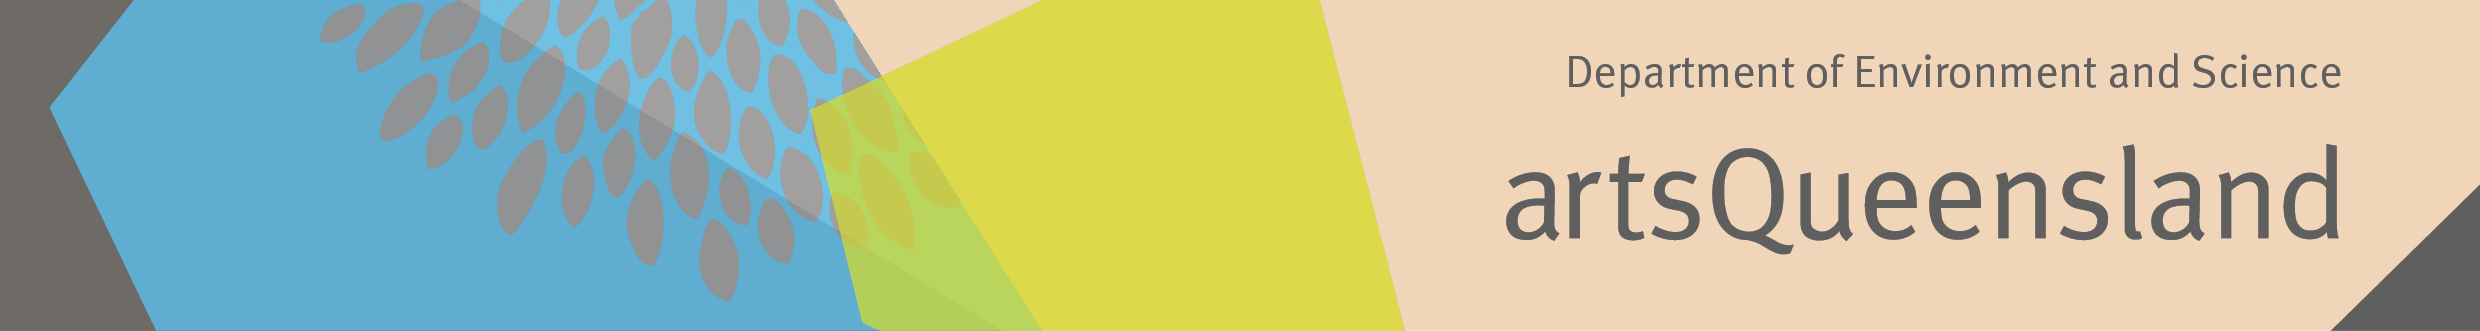 Department of Environment and Science
artsQueensland